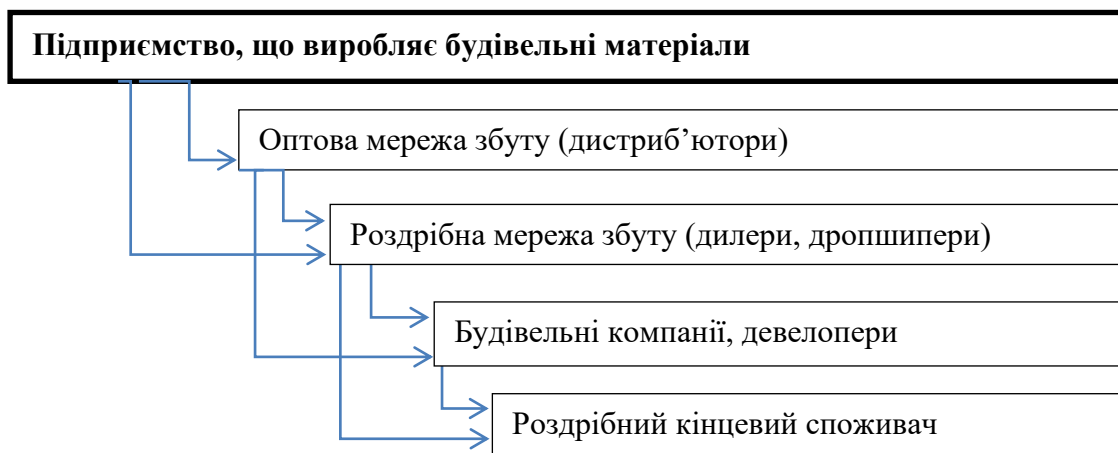 Підприємство, що виробляє будівельні матеріали
Оптова мережа збуту (дистриб’ютори)
Роздрібна мережа збуту (дилери, дропшипери)
Будівельні компанії, девелопери
Роздрібний кінцевий споживач